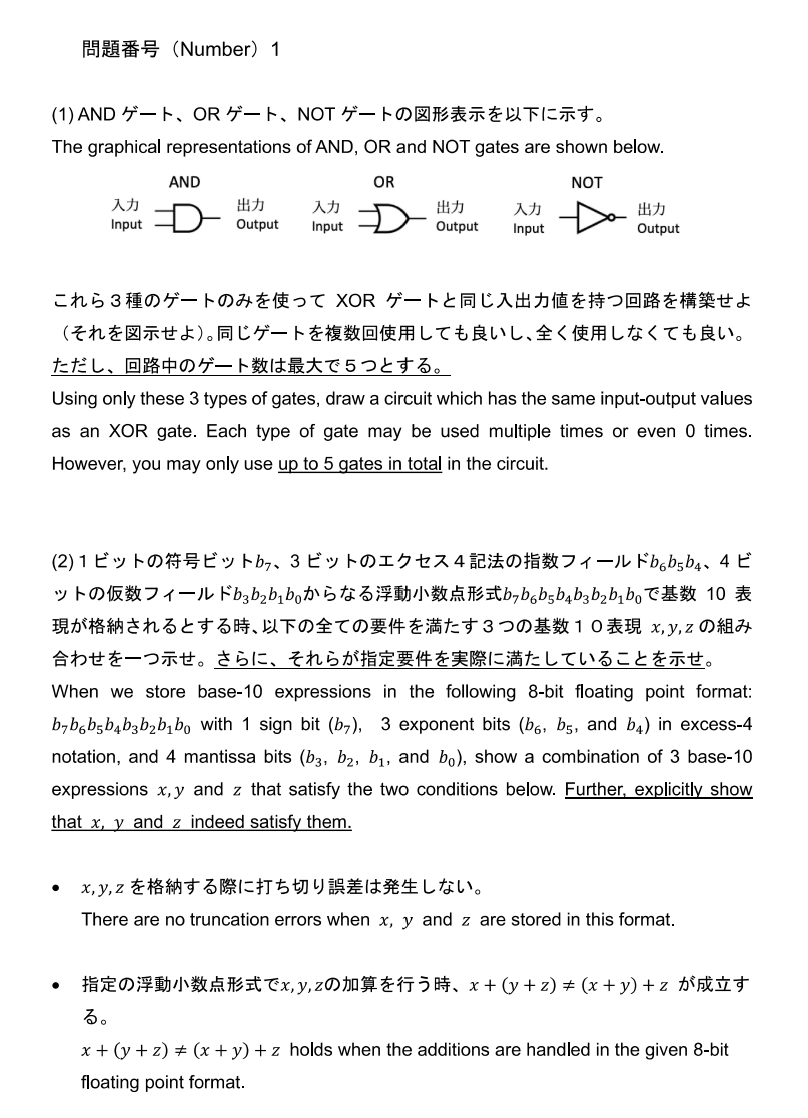 問題番号（Number）1
(1) AND ゲート、OR ゲート、NOT ゲートの図形表示を以下に示す。
The graphical representations of AND, OR and NOT gates are shown below.
AND OR NOT
入力 出力 入力 出力 入力 出力
Input Output Input Output Input Output
これら３種のゲートのみを使って XOR ゲートと同じ入出力値を持つ回路を構築せよ
（それを図示せよ）。同じゲートを複数回使用しても良いし、全く使用しなくても良い。
ただし、回路中のゲート数は最大で５つとする。
Using only these 3 types of gates, draw a circuit which has the same input-output values
as an XOR gate. Each type of gate may be used multiple times or even 0 times.
However, you may only use up to 5 gates in total in the circuit.
(2) 1 ビットの符号ビット𝑏₇、3 ビットのエクセス 4 記法の指数フィールド𝑏₆𝑏₅𝑏₄、4 ビ
ットの仮数フィールド𝑏₃𝑏₂𝑏₁𝑏₀からなる浮動小数点形式𝑏₇𝑏₆𝑏₅𝑏₄𝑏₃𝑏₂𝑏₁𝑏₀で基数 10 表
現が格納されるとする時、以下の全ての要件を満たす３つの基数１０表現 𝑥, 𝑦, 𝑧 の組み
合わせを一つ示せ。さらに、それらが指定要件を実際に満たしていることを示せ。
When we store base-10 expressions in the following 8-bit floating point format:
𝑏₇𝑏₆𝑏₅𝑏₄𝑏₃𝑏₂𝑏₁𝑏₀ with 1 sign bit (𝑏₇), 3 exponent bits (𝑏₆, 𝑏₅, and 𝑏₄) in excess-4
notation, and 4 mantissa bits (𝑏₃, 𝑏₂, 𝑏₁, and 𝑏₀), show a combination of 3 base-10
expressions 𝑥, 𝑦 and 𝑧 that satisfy the two conditions below. Further, explicitly show
that 𝑥, 𝑦 and 𝑧 indeed satisfy them.
• 𝑥, 𝑦, 𝑧 を格納する際に打ち切り誤差は発生しない。
There are no truncation errors when 𝑥, 𝑦 and 𝑧 are stored in this format.
• 指定の浮動小数点形式で𝑥, 𝑦, 𝑧の加算を行う時、𝑥 + (𝑦 + 𝑧) ≠ (𝑥 + 𝑦) + 𝑧 が成立す
る。
𝑥 + (𝑦 + 𝑧) ≠ (𝑥 + 𝑦) + 𝑧 holds when the additions are handled in the given 8-bit
floating point format.